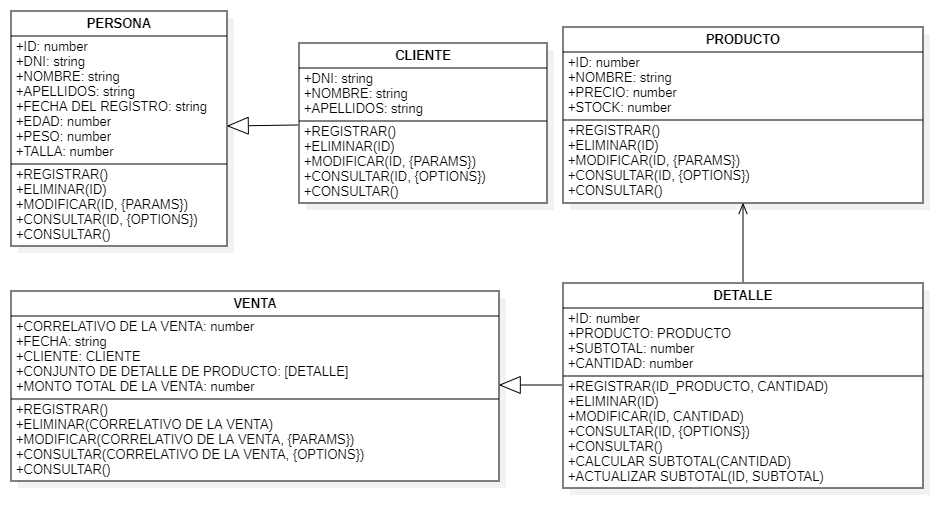 PERSONA
+ID: number
+DNI: string
+NOMBRE: string
+APELLIDOS: string
+FECHA DEL REGISTRO: string
+EDAD: number
+PESO: number
+TALLA: number
+REGISTRAR()
+ELIMINAR(ID)
+MODIFICAR(ID, {PARAMS})
+CONSULTAR(ID, {OPTIONS})
+CONSULTAR()
CLIENTE
+DNI: string
+NOMBRE: string
+APELLIDOS: string
+REGISTRAR()
+ELIMINAR(ID)
+MODIFICAR(ID, {PARAMS})
+CONSULTAR(ID, {OPTIONS})
+CONSULTAR()
PRODUCTO
+ID: number
+NOMBRE: string
+PRECIO: number
+STOCK: number
+REGISTRAR()
+ELIMINAR(ID)
+MODIFICAR(ID, {PARAMS})
+CONSULTAR(ID, {OPTIONS})
+CONSULTAR()
VENTA
+CORRELATIVO DE LA VENTA: number
+FECHA: string
+CLIENTE: CLIENTE
+CONJUNTO DE DETALLE DE PRODUCTO: [DETALLE]
+MONTO TOTAL DE LA VENTA: number
+REGISTRAR()
+ELIMINAR(CORRELATIVO DE LA VENTA)
+MODIFICAR(CORRELATIVO DE LA VENTA, {PARAMS})
+CONSULTAR(CORRELATIVO DE LA VENTA, {OPTIONS})
+CONSULTAR()
DETALLE
+ID: number
+PRODUCTO: PRODUCTO
+SUBTOTAL: number
+CANTIDAD: number
+REGISTRAR(ID_PRODUCTO, CANTIDAD)
+ELIMINAR(ID)
+MODIFICAR(ID, CANTIDAD)
+CONSULTAR(ID, {OPTIONS})
+CONSULTAR()
+CALCULAR SUBTOTAL(CANTIDAD)
+ACTUALIZAR SUBTOTAL(ID, SUBTOTAL)